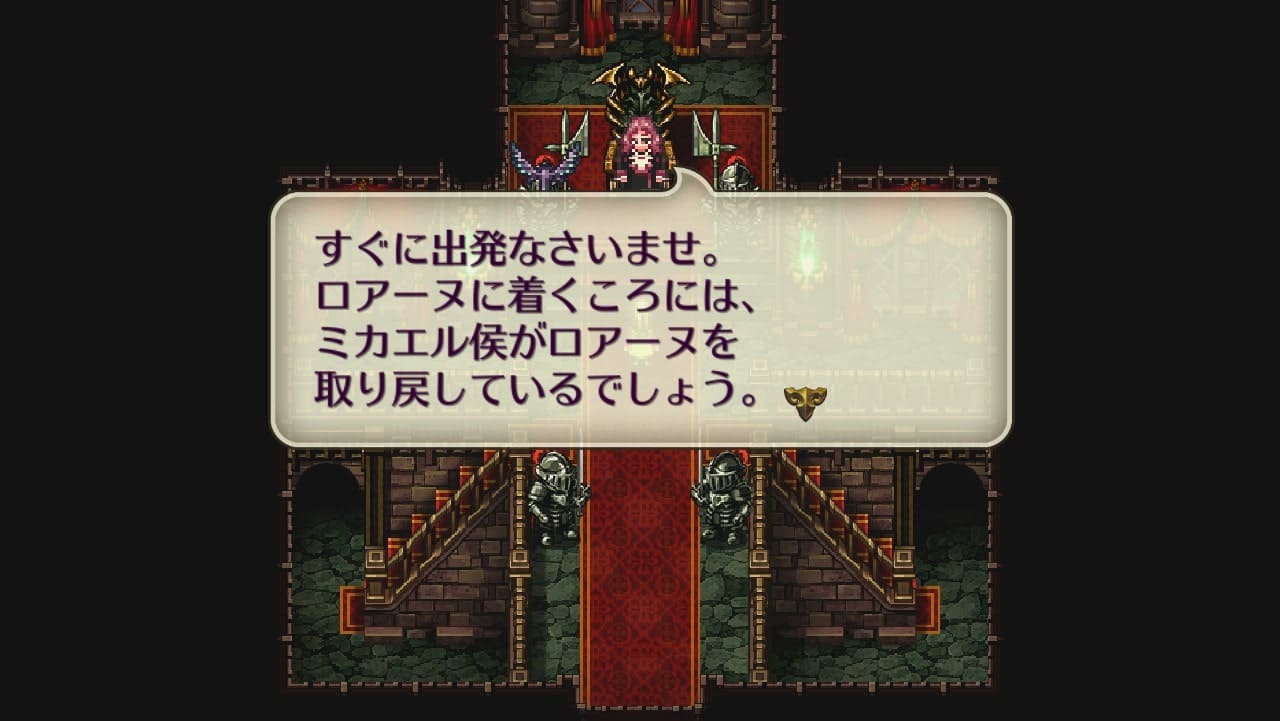 すぐに出発なさいませ。
ロアーヌに着くころには、
ミカエル侯がロアーヌを
取り戻しているでしょう。